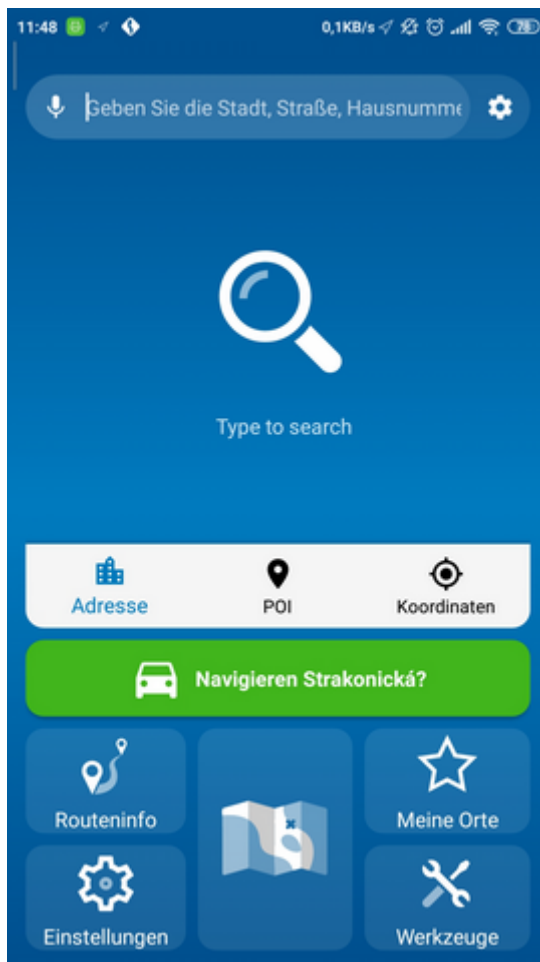 11:48 0,1KB/s 78
Geben Sie die Stadt, Straße, Hausnumme
Type to search
Adresse POI Koordinaten
Navigieren Strakonická?
Routeninfo Meine Orte
Einstellungen Werkzeuge